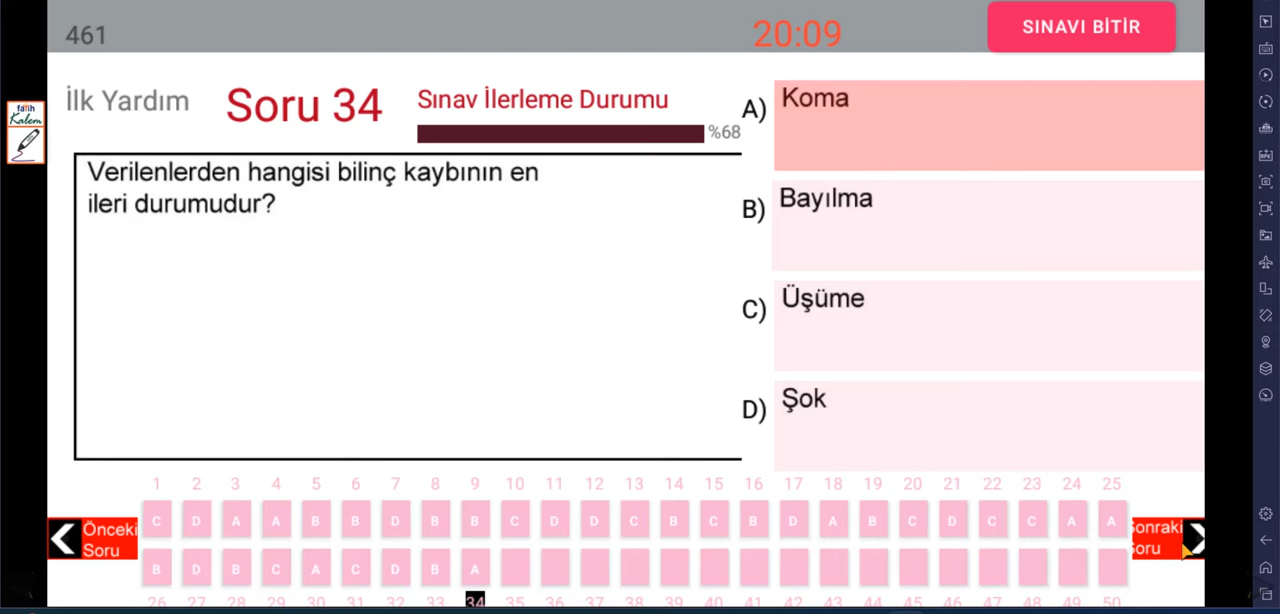 461
20:09
SINAVI BİTİR
fatih
Kalem
İlk Yardım
Soru 34
Sınav İlerleme Durumu
%68
Verilenlerden hangisi bilinç kaybının en
ileri durumudur?
A) Koma
B) Bayılma
C) Üşüme
D) Şok
1 2 3 4 5 6 7 8 9 10 11 12 13 14 15 16 17 18 19 20 21 22 23 24 25
C D A A B B D B B C D D C B C B D A B C D C C A A
Önceki
Soru
Sonraki
Soru
B D B C A C D B A
26 27 28 29 30 31 32 33 34 35 36 37 38 39 40 41 42 43 44 45 46 47 48 49 50